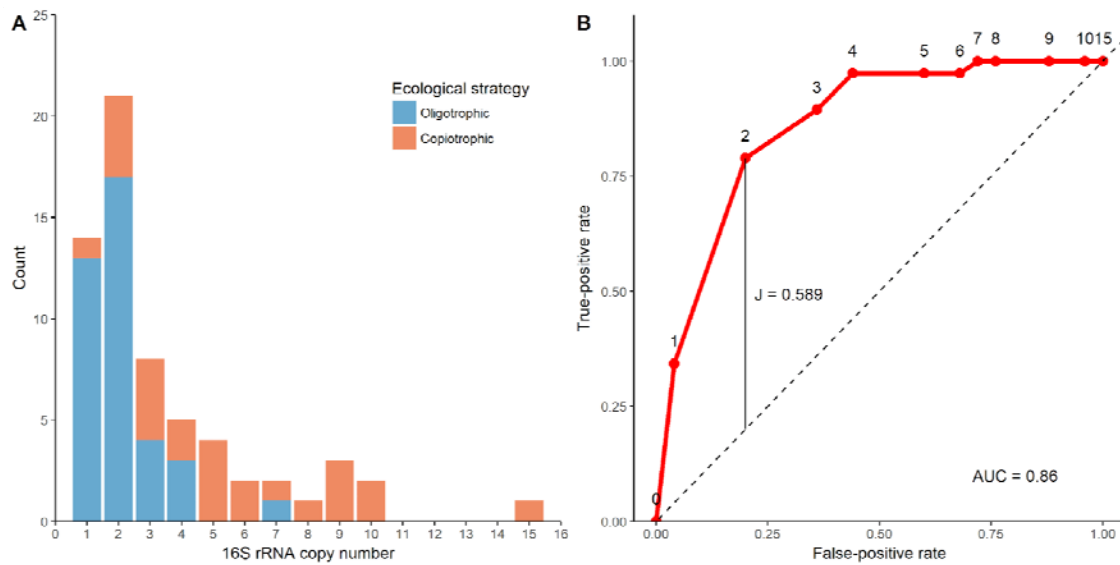 A
25
20
15
10
5
0
Count
Ecological strategy
Oligotrophic
Copiotrophic
0 1 2 3 4 5 6 7 8 9 10 11 12 13 14 15 16
16S rRNA copy number
B
1.00
0.75
0.50
0.25
0.00
True-positive rate
0 1 2 3 4 5 6 7 8 9 10 15
J = 0.589
AUC = 0.86
0.00 0.25 0.50 0.75 1.00
False-positive rate